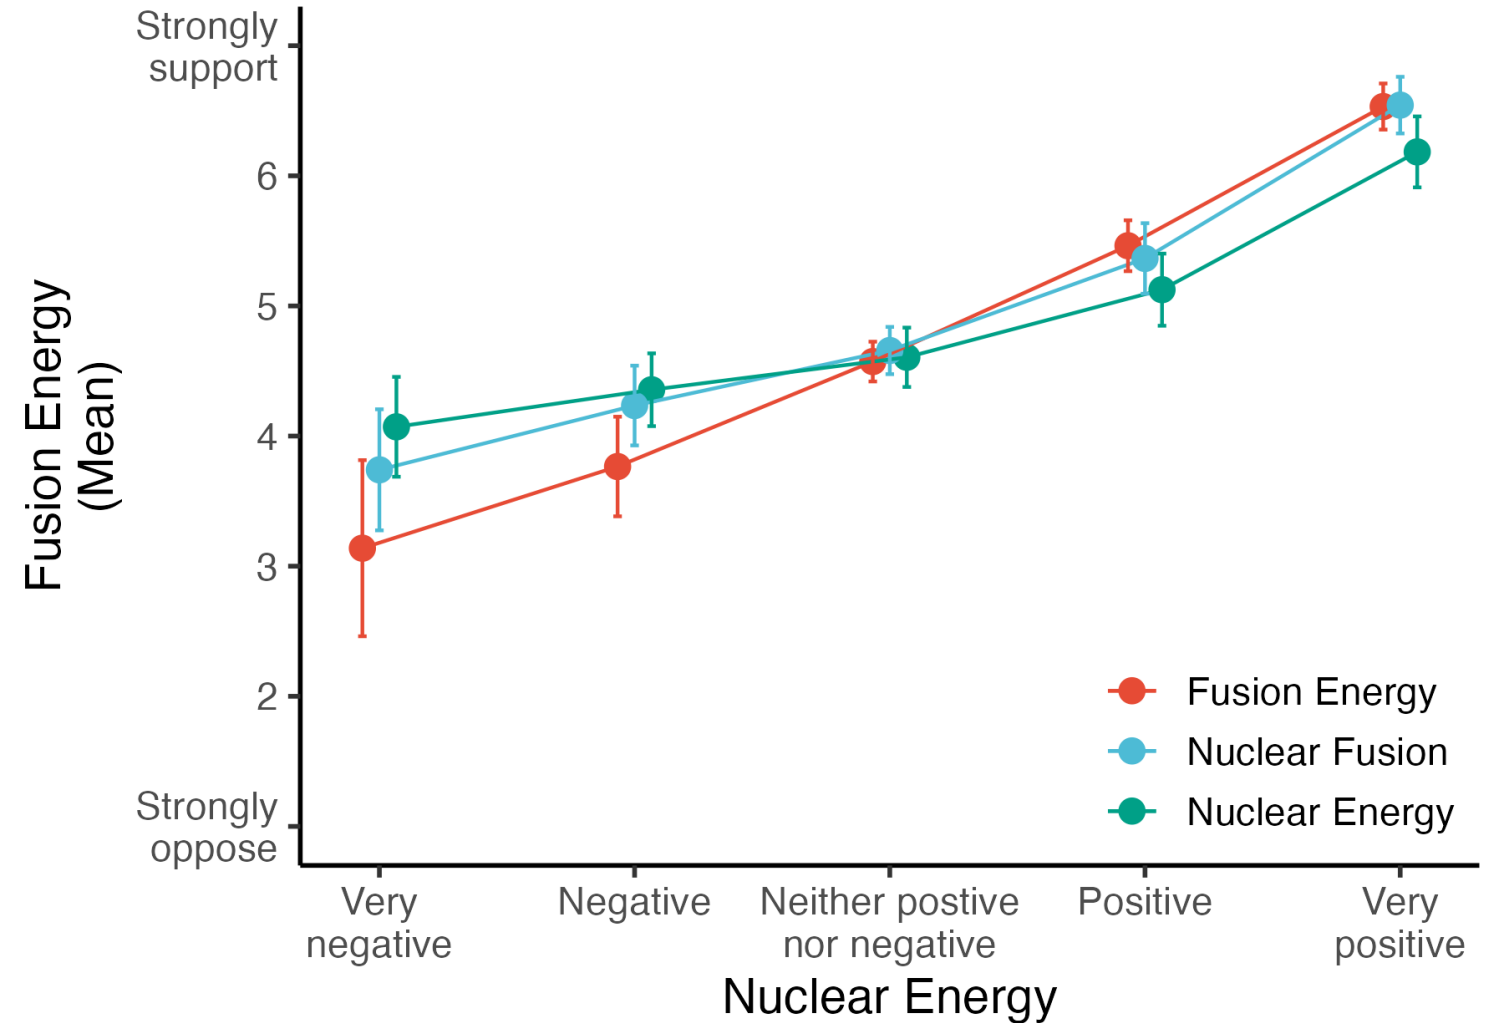 Strongly
support
6
5
4
3
2
Strongly
oppose
Fusion Energy
(Mean)
Fusion Energy
Nuclear Fusion
Nuclear Energy
Very
negative
Negative
Neither postive
nor negative
Positive
Very
positive
Nuclear Energy